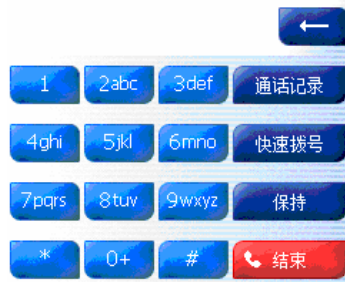 ←
1 2abc 3def 通话记录
4ghi 5jkl 6mno 快速拨号
7pqrs 8tuv 9wxyz 保持
* 0+ # 结束